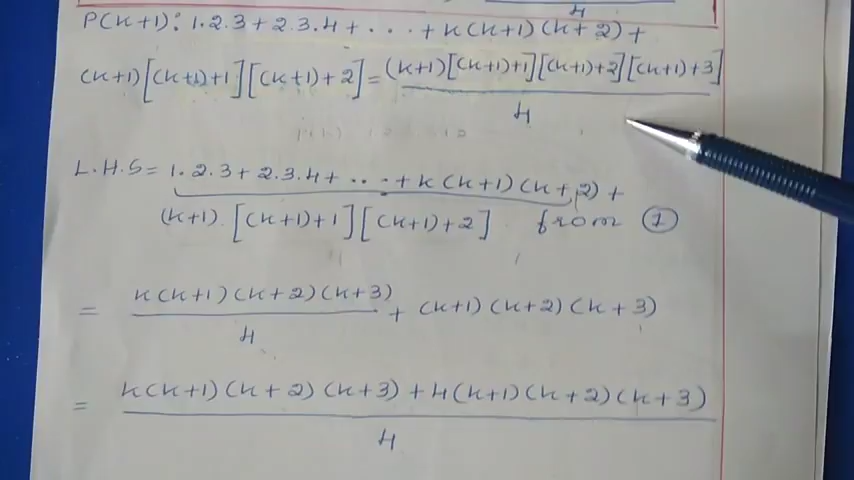 4
P(k+1): 1.2.3 + 2.3.4 + . . . + k(k+1)(k+2) +
(k+1)[(k+1)+1][(k+1)+2] = (k+1)[(k+1)+1][(k+1)+2][(k+1)+3]
4
L.H.S = 1.2.3 + 2.3.4 + . . . + k(k+1)(k+2) +
(k+1).[(k+1)+1][(k+1)+2]. from ①
= k(k+1)(k+2)(k+3) + (k+1)(k+2)(k+3)
4
= k(k+1)(k+2)(k+3) + 4(k+1)(k+2)(k+3)
4